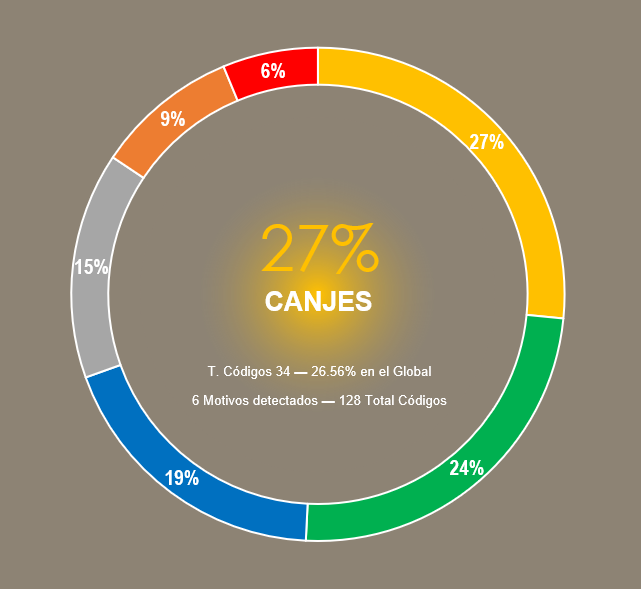 6%
9%
27%
15%
27%
CANJES
T. Códigos 34 — 26.56% en el Global
6 Motivos detectados — 128 Total Códigos
24%
19%